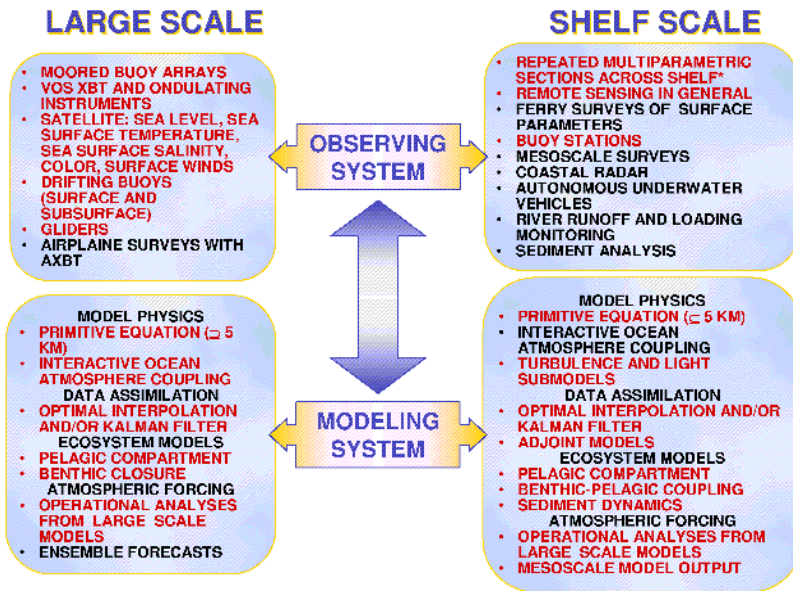 LARGE SCALE
• MOORED BUOY ARRAYS
• VOS XBT AND ONDULATING
INSTRUMENTS
• SATELLITE: SEA LEVEL, SEA
SURFACE TEMPERATURE,
SEA SURFACE SALINITY,
COLOR, SURFACE WINDS
• DRIFTING BUOYS
(SURFACE AND
SUBSURFACE)
• GLIDERS
• AIRPLAINE SURVEYS WITH
AXBT
OBSERVING
SYSTEM
SHELF SCALE
• REPEATED MULTIPARAMETRIC
SECTIONS ACROSS SHELF*
• REMOTE SENSING IN GENERAL
• FERRY SURVEYS OF SURFACE
PARAMETERS
• BUOY STATIONS
• MESOSCALE SURVEYS
• COASTAL RADAR
• AUTONOMOUS UNDERWATER
VEHICLES
• RIVER RUNOFF AND LOADING
MONITORING
• SEDIMENT ANALYSIS
MODEL PHYSICS
• PRIMITIVE EQUATION (⊇ 5
KM)
• INTERACTIVE OCEAN
ATMOSPHERE COUPLING
DATA ASSIMILATION
• OPTIMAL INTERPOLATION
AND/OR KALMAN FILTER
ECOSYSTEM MODELS
• PELAGIC COMPARTMENT
• BENTHIC CLOSURE
ATMOSPHERIC FORCING
• OPERATIONAL ANALYSES
FROM LARGE SCALE
MODELS
• ENSEMBLE FORECASTS
MODELING
SYSTEM
MODEL PHYSICS
• PRIMITIVE EQUATION (⊂ 5 KM)
• INTERACTIVE OCEAN
ATMOSPHERE COUPLING
• TURBULENCE AND LIGHT
SUBMODELS
DATA ASSIMILATION
• OPTIMAL INTERPOLATION AND/OR
KALMAN FILTER
• ADJOINT MODELS
ECOSYSTEM MODELS
• PELAGIC COMPARTMENT
• BENTHIC-PELAGIC COUPLING
• SEDIMENT DYNAMICS
ATMOSPHERIC FORCING
• OPERATIONAL ANALYSES FROM
LARGE SCALE MODELS
• MESOSCALE MODEL OUTPUT